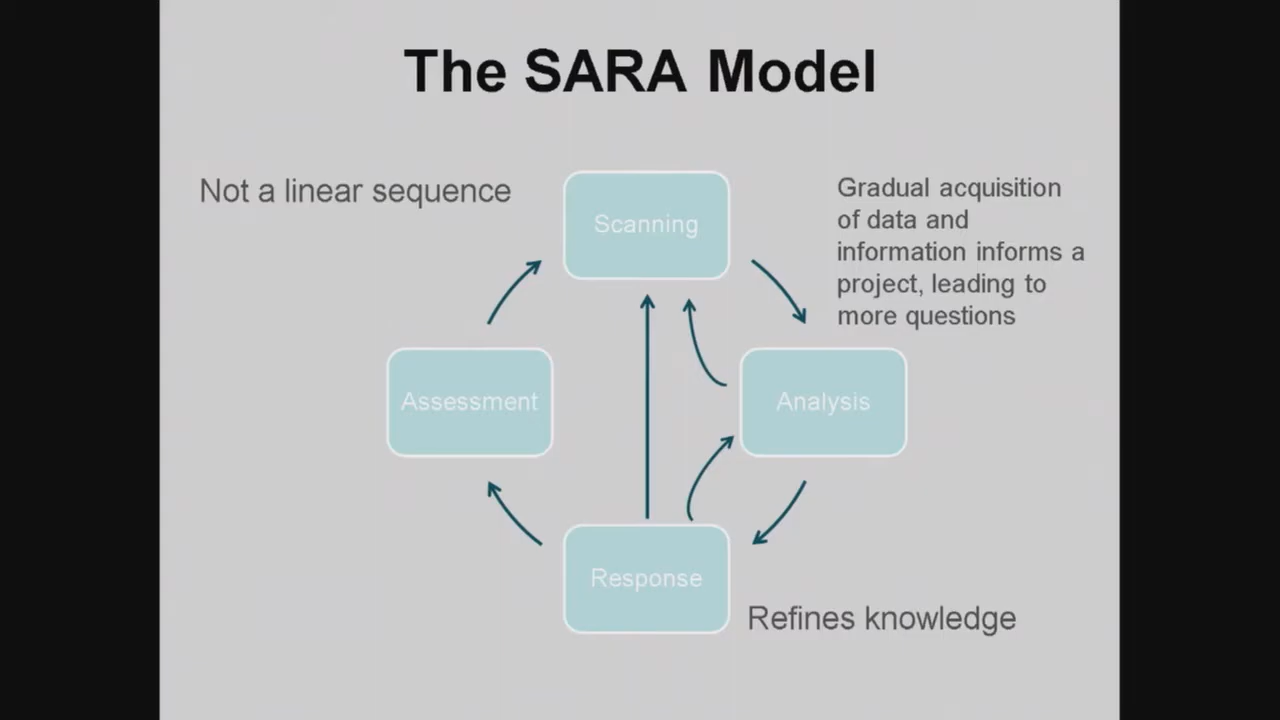 The SARA Model
Not a linear sequence
Scanning
Gradual acquisition
of data and
information informs a
project, leading to
more questions
Assessment
Analysis
Response
Refines knowledge